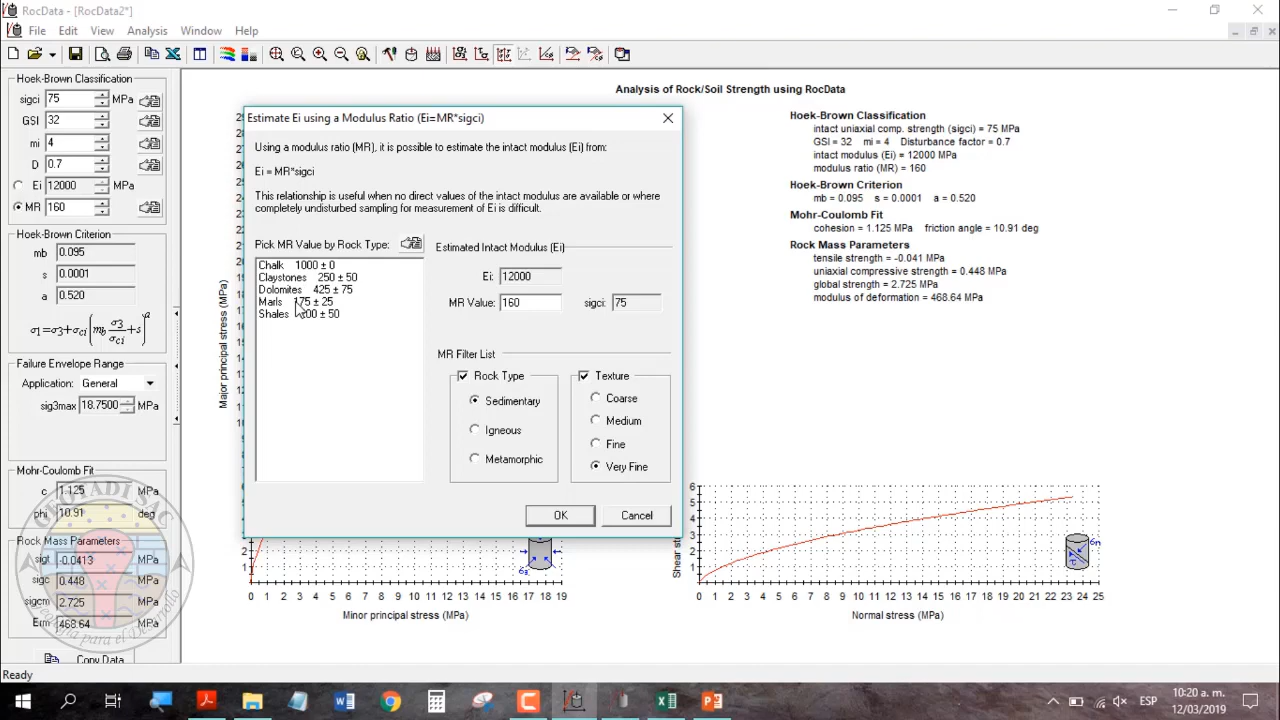 RocData - [RocData2*]
File Edit View Analysis Window Help
Hoek-Brown Classification
sigci 75 MPa
GSI 32
mi 4
D 0.7
Ei 12000 MPa
MR 160
Hoek-Brown Criterion
mb 0.095
s 0.0001
a 0.520
Failure Envelope Range
Application: General
sig3max 18.7500 MPa
Mohr-Coulomb Fit
c 1.125 MPa
phi 10.91 deg
Rock Mass Parameters
sigt -0.0413 MPa
sigc 0.448 MPa
sigcm 2.725 MPa
Erm 468.64 MPa
Copy Data
Ready
Estimate Ei using a Modulus Ratio (Ei=MR*sigci)
Using a modulus ratio (MR), it is possible to estimate the intact modulus (Ei) from:
Ei = MR*sigci
This relationship is useful when no direct values of the intact modulus are available or where
completely undisturbed sampling for measurement of Ei is difficult.
Pick MR Value by Rock Type:
Chalk 1000 ± 0
Claystones 250 ± 50
Dolomites 425 ± 75
Marls 175 ± 25
Shales 200 ± 50
Estimated Intact Modulus (Ei)
Ei: 12000
MR Value: 160 sigci: 75
MR Filter List
Rock Type
Sedimentary
Igneous
Metamorphic
Texture
Coarse
Medium
Fine
Very Fine
OK Cancel
Analysis of Rock/Soil Strength using RocData
Hoek-Brown Classification
intact uniaxial comp. strength (sigci) = 75 MPa
GSI = 32 mi = 4 Disturbance factor = 0.7
intact modulus (Ei) = 12000 MPa
modulus ratio (MR) = 160
Hoek-Brown Criterion
mb = 0.095 s = 0.0001 a = 0.520
Mohr-Coulomb Fit
cohesion = 1.125 MPa friction angle = 10.91 deg
Rock Mass Parameters
tensile strength = -0.041 MPa
uniaxial compressive strength = 0.448 MPa
global strength = 2.725 MPa
modulus of deformation = 468.64 MPa
Major principal stress (MPa)
2
1
0
0 1 2 3 4 5 6 7 8 9 10 11 12 13 14 15 16 17 18 19
Minor principal stress (MPa)
Shear s
6
5
4
3
2
1
0
0 1 2 3 4 5 6 7 8 9 10 11 12 13 14 15 16 17 18 19 20 21 22 23 24 25
Normal stress (MPa)
GEOTADI SAC
ESP
10:20 a. m.
12/03/2019